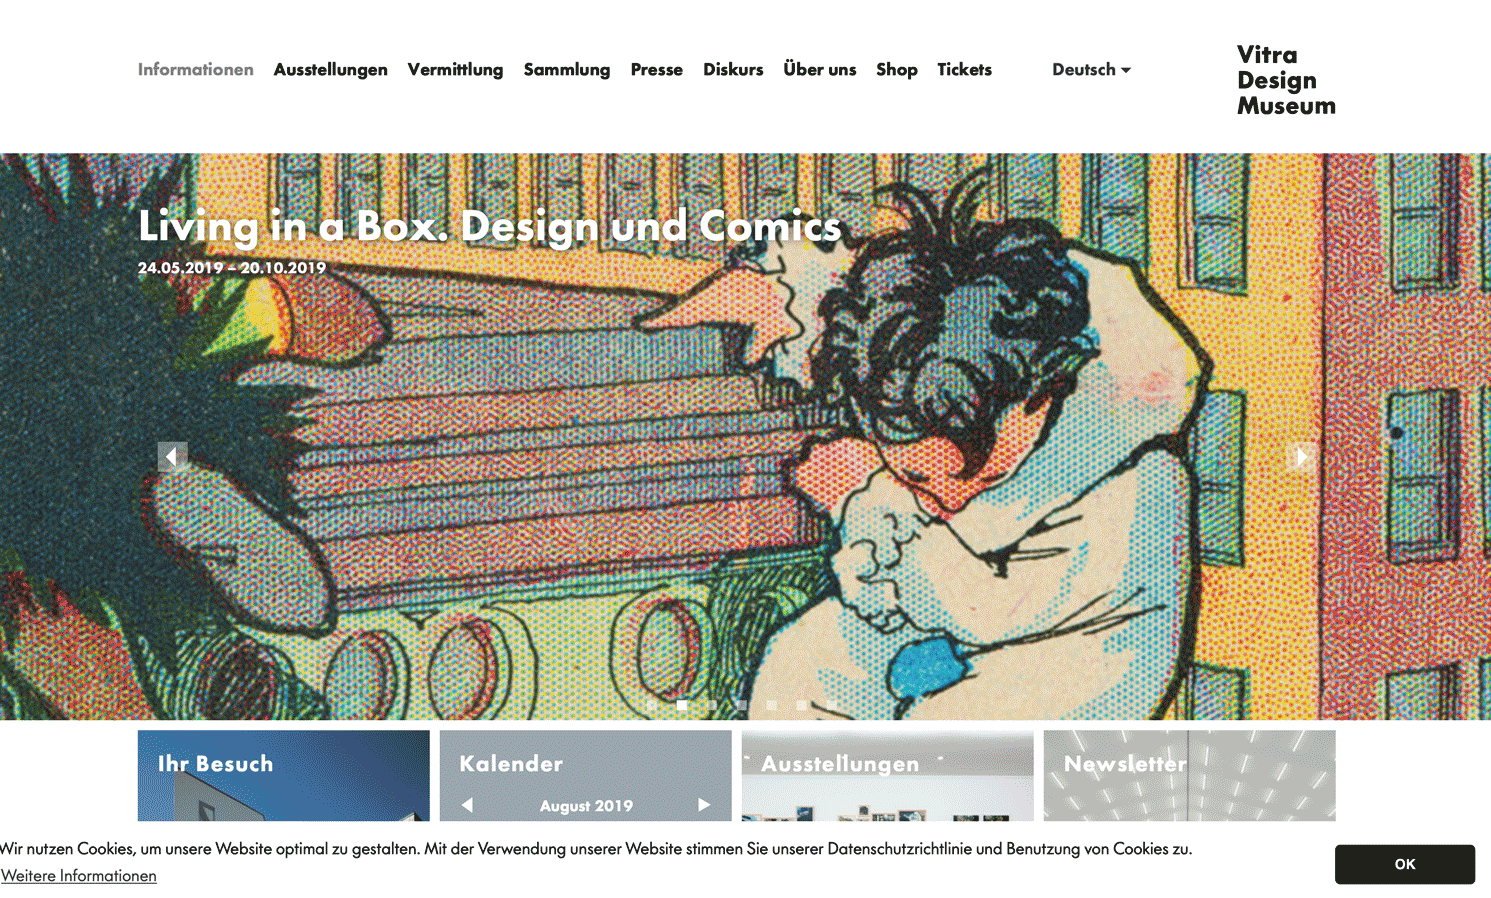 Informationen Ausstellungen Vermittlung Sammlung Presse Diskurs Über uns Shop Tickets Deutsch
Vitra
Design
Museum
Living in a Box. Design und Comics
24.05.2019 – 20.10.2019
Ihr Besuch
Kalender
August 2019
Ausstellungen
Newsletter
Wir nutzen Cookies, um unsere Website optimal zu gestalten. Mit der Verwendung unserer Website stimmen Sie unserer Datenschutzrichtlinie und Benutzung von Cookies zu.
Weitere Informationen
OK